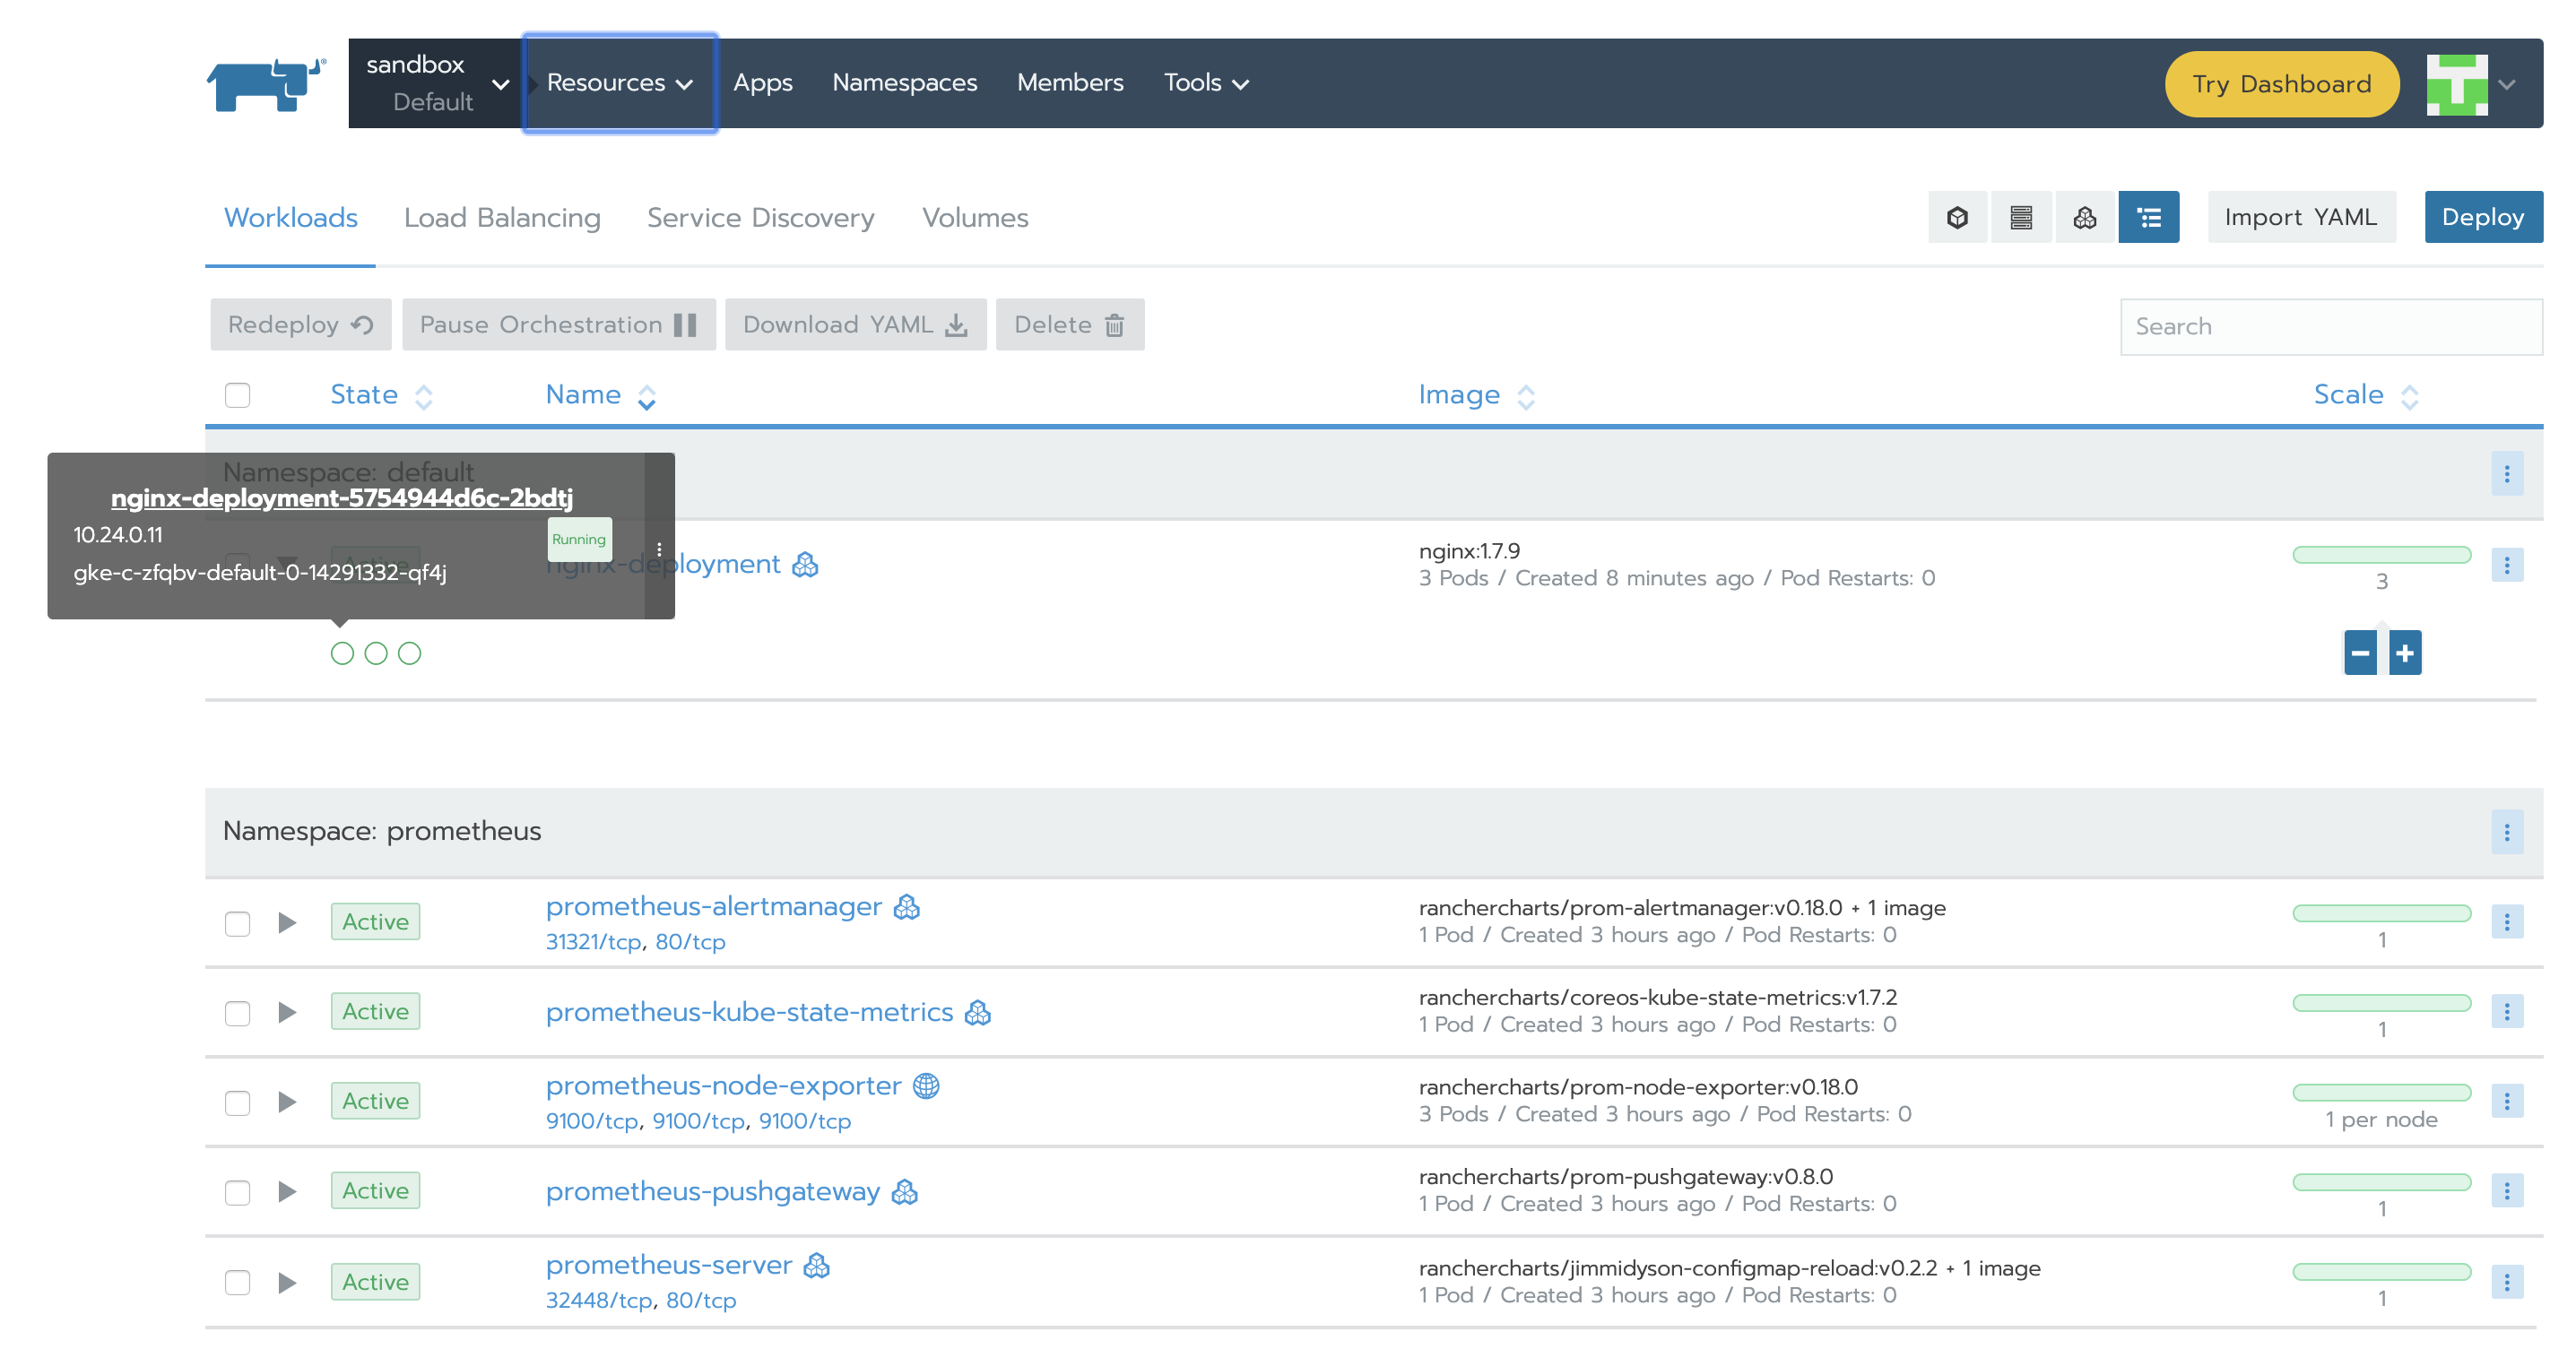 sandbox
Default
Resources
Apps
Namespaces
Members
Tools
Try Dashboard
Workloads
Load Balancing
Service Discovery
Volumes
Import YAML
Deploy
Redeploy
Pause Orchestration
Download YAML
Delete
Search
State
Name
Image
Scale
Namespace: default
nginx-deployment-5754944d6c-2bdtj
10.24.0.11
Running
gke-c-zfqbv-default-0-14291332-qf4j
Active
nginx-deployment
nginx:1.7.9
3 Pods / Created 8 minutes ago / Pod Restarts: 0
3
Namespace: prometheus
Active
prometheus-alertmanager
31321/tcp, 80/tcp
ranchercharts/prom-alertmanager:v0.18.0 + 1 image
1 Pod / Created 3 hours ago / Pod Restarts: 0
1
Active
prometheus-kube-state-metrics
ranchercharts/coreos-kube-state-metrics:v1.7.2
1 Pod / Created 3 hours ago / Pod Restarts: 0
1
Active
prometheus-node-exporter
9100/tcp, 9100/tcp, 9100/tcp
ranchercharts/prom-node-exporter:v0.18.0
3 Pods / Created 3 hours ago / Pod Restarts: 0
1 per node
Active
prometheus-pushgateway
ranchercharts/prom-pushgateway:v0.8.0
1 Pod / Created 3 hours ago / Pod Restarts: 0
1
Active
prometheus-server
32448/tcp, 80/tcp
ranchercharts/jimmidyson-configmap-reload:v0.2.2 + 1 image
1 Pod / Created 3 hours ago / Pod Restarts: 0
1